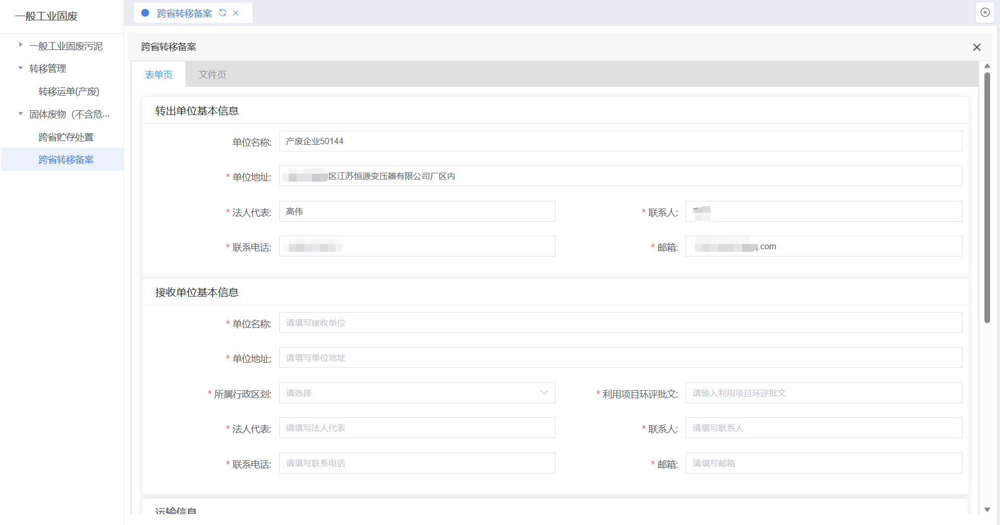 一般工业固废
一般工业固废污泥
转移管理
转移运单(产废)
固体废物（不含危...
跨省贮存处置
跨省转移备案
跨省转移备案
跨省转移备案
表单页
文件页
转出单位基本信息
单位名称: 产废企业50144
* 单位地址: 区江苏恒源变压器有限公司厂区内
* 法人代表: 高伟
* 联系人:
* 联系电话:
* 邮箱: .com
接收单位基本信息
* 单位名称: 请填写接收单位
* 单位地址: 请填写单位地址
* 所属行政区划: 请选择
* 利用项目环评批文: 请输入利用项目环评批文
* 法人代表: 请填写法人代表
* 联系人: 请填写联系人
* 联系电话: 请填写联系电话
* 邮箱: 请填写邮箱
运输信息